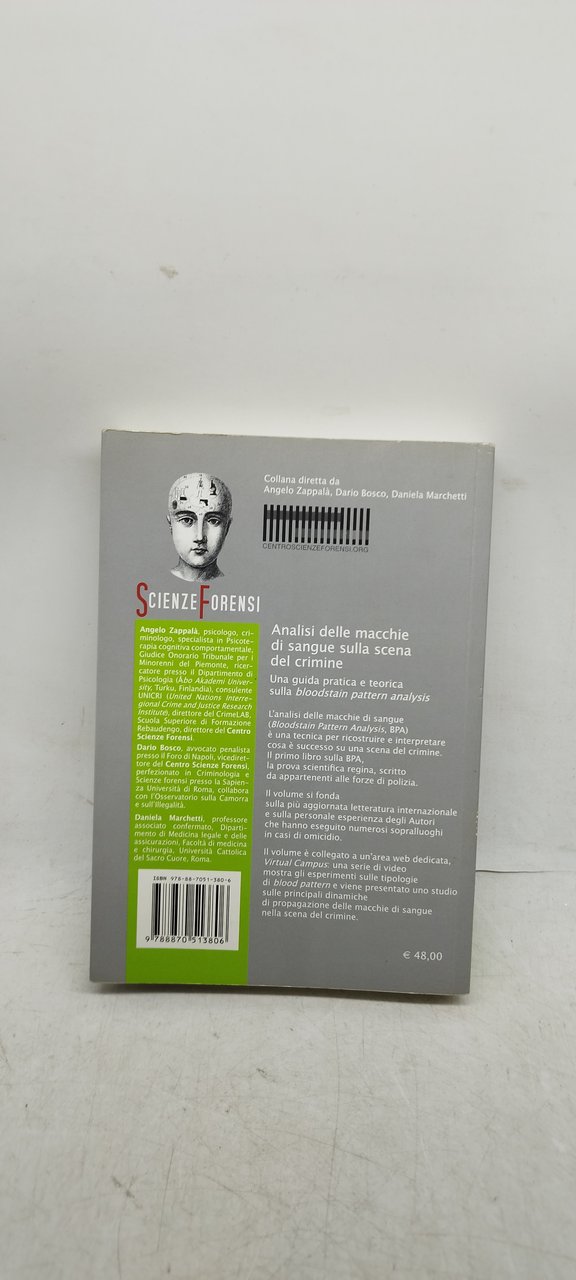 Collana diretta da
Angelo Zappalà, Dario Bosco, Daniela Marchetti
CENTROSCIENZEFORENSI.ORG
SCIENZEFORENSI
Angelo Zappalà, psicologo, cri-
minologo, specialista in Psicote-
rapia cognitiva comportamentale,
Giudice Onorario Tribunale per i
Minorenni del Piemonte, ricer-
catore presso il Dipartimento di
Psicologia (Åbo Akademi Univer-
sity, Turku, Finlandia), consulente
UNICRI (United Nations Interre-
gional Crime and Justice Research
Institute), direttore del CrimeLAB,
Scuola Superiore di Formazione
Rebaudengo, direttore del Centro
Scienze Forensi.
Dario Bosco, avvocato penalista
presso il Foro di Napoli, vicediret-
tore del Centro Scienze Forensi,
perfezionato in Criminologia e
Scienze forensi presso la Sapien-
za Università di Roma, collabora
con l'Osservatorio sulla Camorra
e sull'Illegalità.
Daniela Marchetti, professore
associato confermato, Diparti-
mento di Medicina legale e delle
assicurazioni, Facoltà di medicina
e chirurgia, Università Cattolica
del Sacro Cuore, Roma.
ISBN 978-88-7051-380-6
9 788870 513806
Analisi delle macchie
di sangue sulla scena
del crimine
Una guida pratica e teorica
sulla bloodstain pattern analysis
L'analisi delle macchie di sangue
(Bloodstain Pattern Analysis, BPA)
è una tecnica per ricostruire e interpretare
cosa è successo su una scena del crimine.
Il primo libro sulla BPA,
la prova scientifica regina, scritto
da appartenenti alle forze di polizia.
Il volume si fonda
sulla più aggiornata letteratura internazionale
e sulla personale esperienza degli Autori
che hanno eseguito numerosi sopralluoghi
in casi di omicidio.
Il volume è collegato a un'area web dedicata,
Virtual Campus: una serie di video
mostra gli esperimenti sulle tipologie
di blood pattern e viene presentato uno studio
sulle principali dinamiche
di propagazione delle macchie di sangue
nella scena del crimine.
€ 48,00